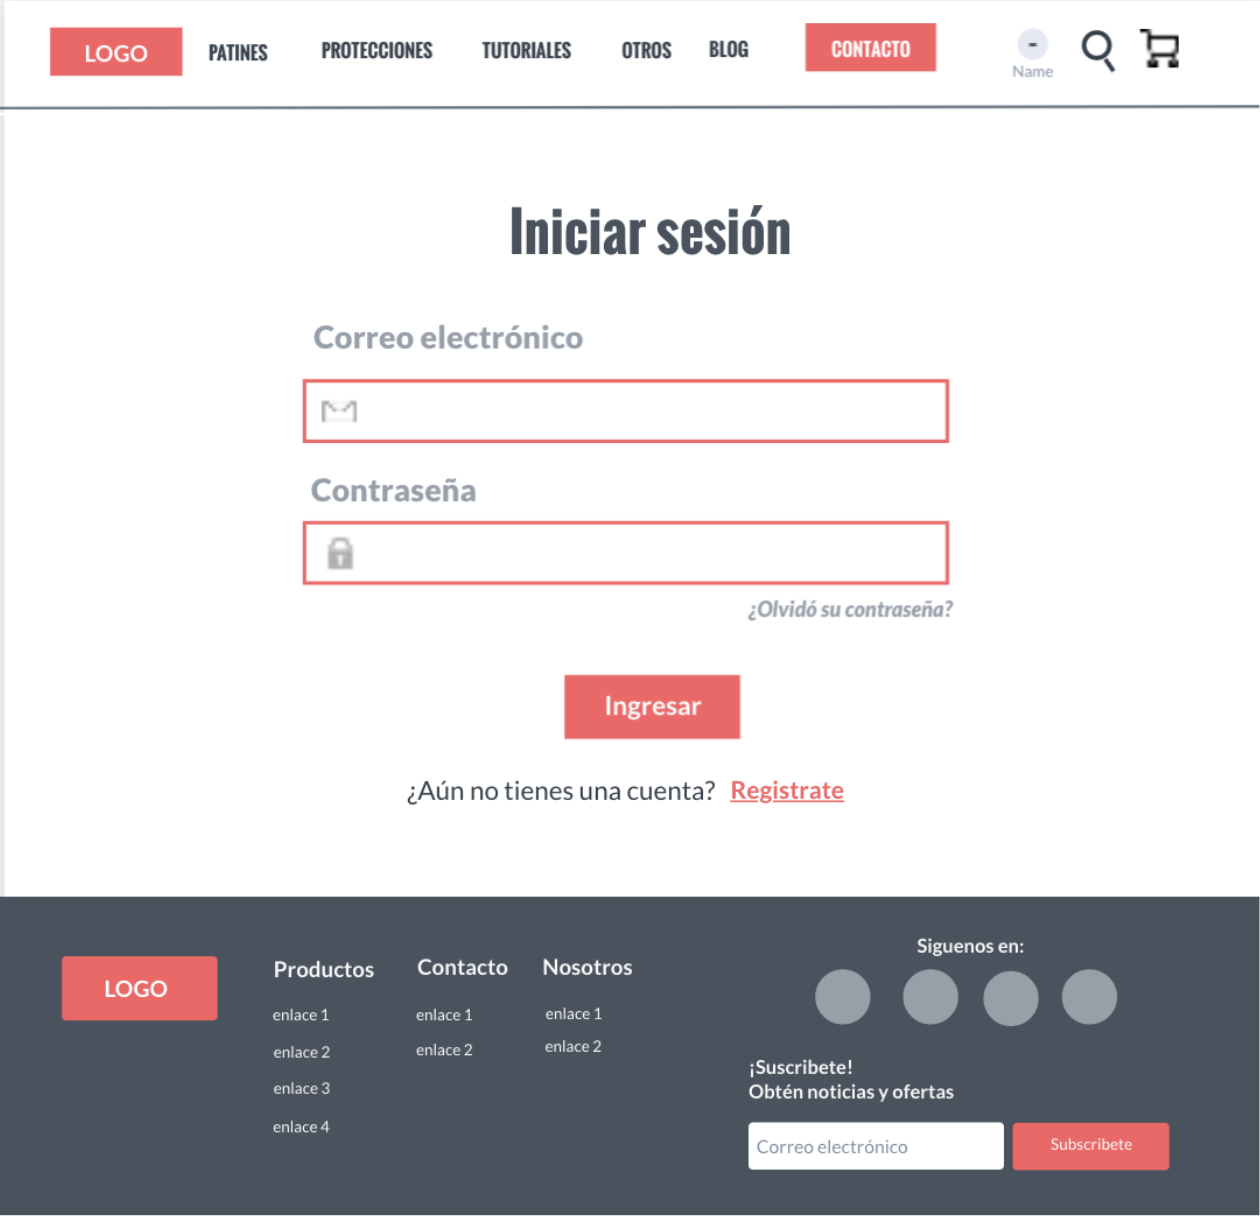 LOGO PATINES PROTECCIONES TUTORIALES OTROS BLOG CONTACTO -
Name
Iniciar sesión
Correo electrónico
Contraseña
¿Olvidó su contraseña?
Ingresar
¿Aún no tienes una cuenta? Registrate
LOGO
Productos
enlace 1
enlace 2
enlace 3
enlace 4
Contacto
enlace 1
enlace 2
Nosotros
enlace 1
enlace 2
Siguenos en:
¡Suscribete!
Obtén noticias y ofertas
Correo electrónico
Subscribete